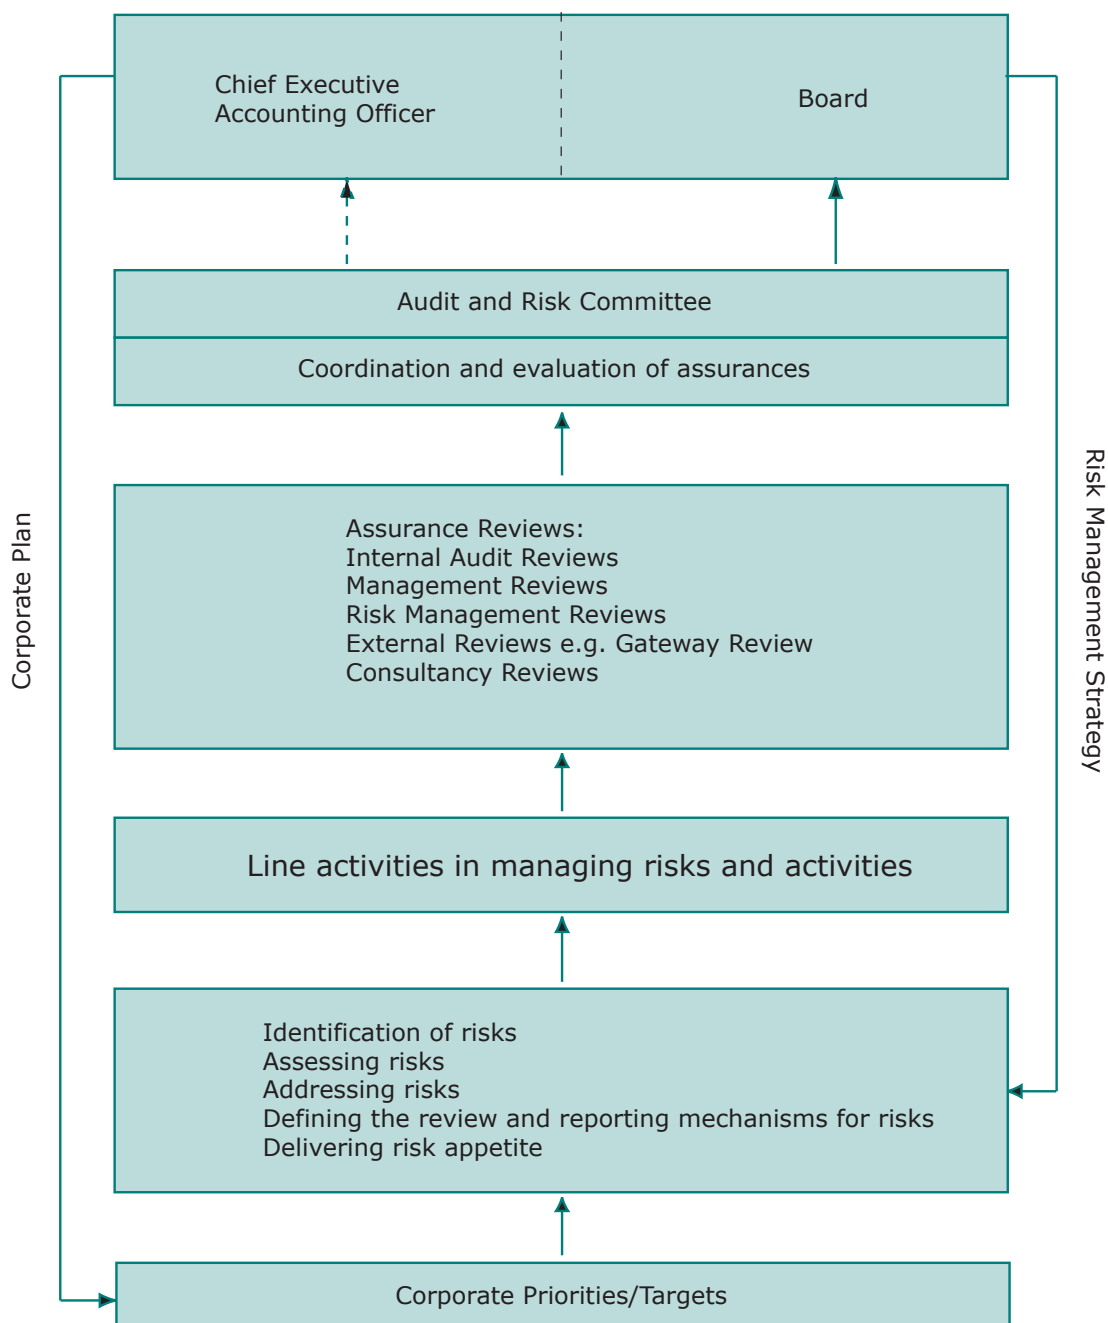 Chief Executive
Accounting Officer
Board
Audit and Risk Committee
Coordination and evaluation of assurances
Corporate Plan
Risk Management Strategy
Assurance Reviews:
Internal Audit Reviews
Management Reviews
Risk Management Reviews
External Reviews e.g. Gateway Review
Consultancy Reviews
Line activities in managing risks and activities
Identification of risks
Assessing risks
Addressing risks
Defining the review and reporting mechanisms for risks
Delivering risk appetite
Corporate Priorities/Targets